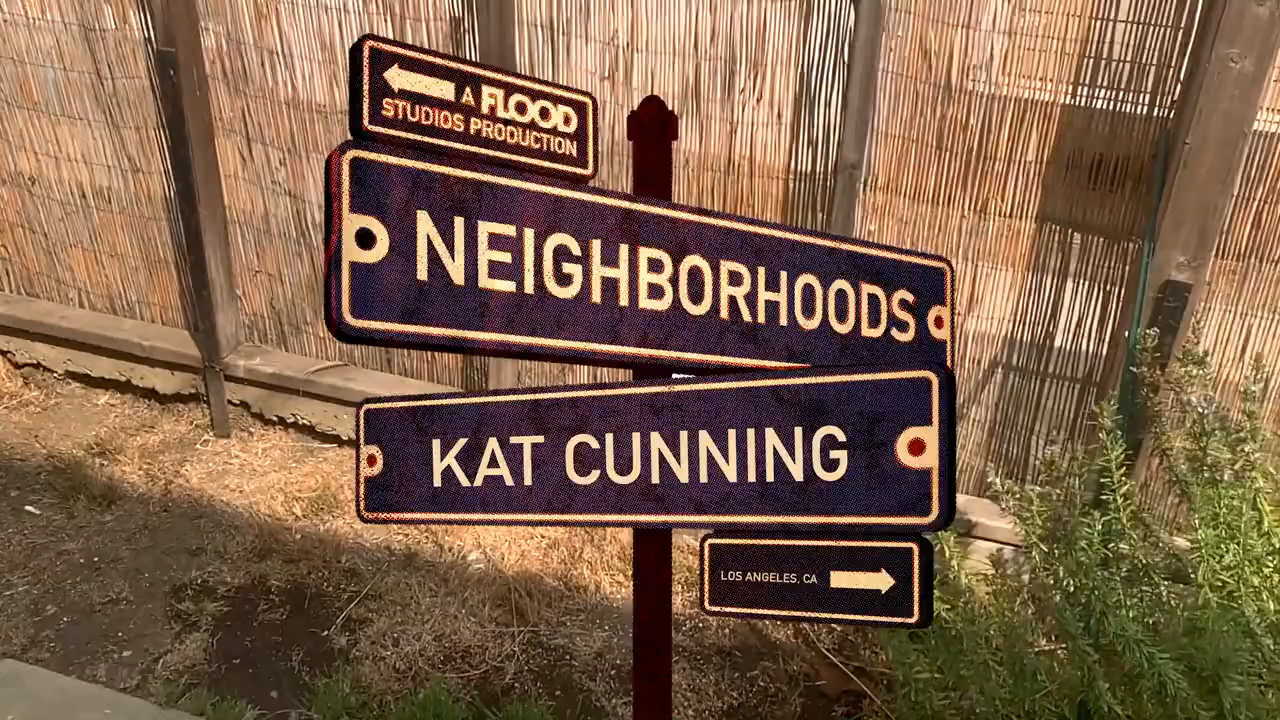 A FLOOD
STUDIOS PRODUCTION
NEIGHBORHOODS
KAT CUNNING
LOS ANGELES, CA